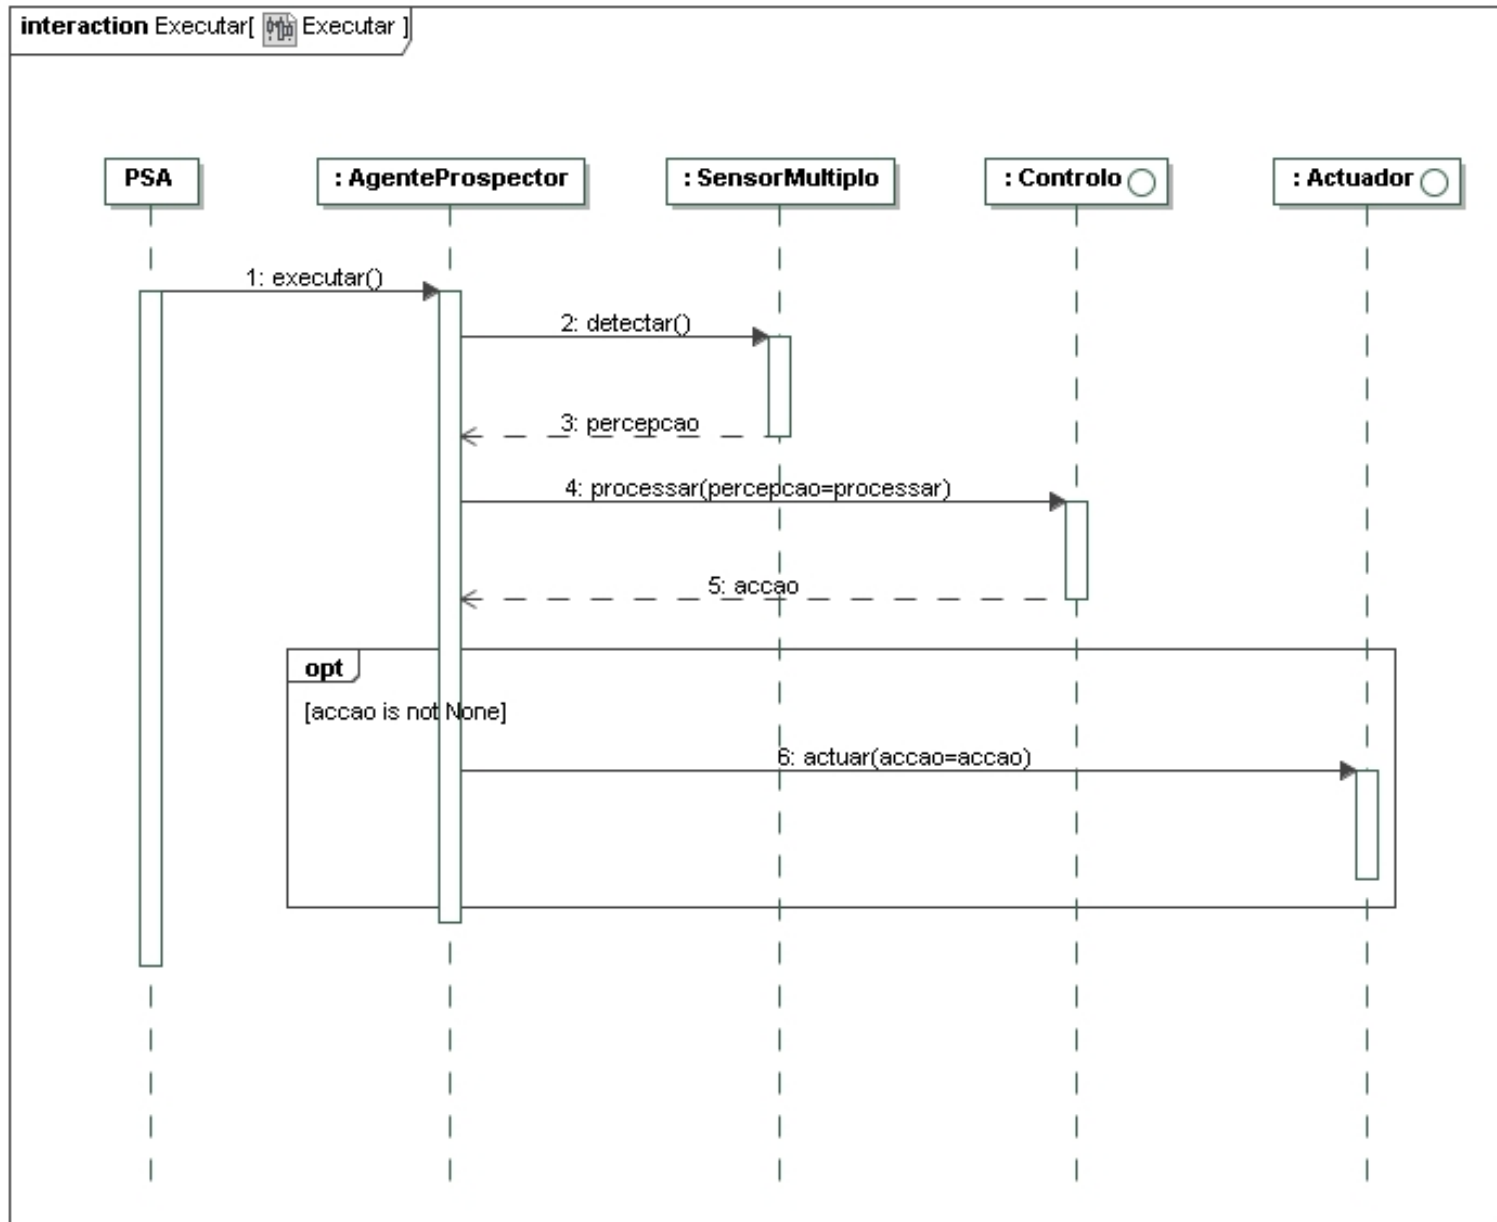 interaction Executar[ Executar ]
PSA
: AgenteProspector
: SensorMultiplo
: Controlo
: Actuador
1: executar()
2: detectar()
3: percepcao
4: processar(percepcao=processar)
5: accao
opt
[accao is not None]
6: actuar(accao=accao)